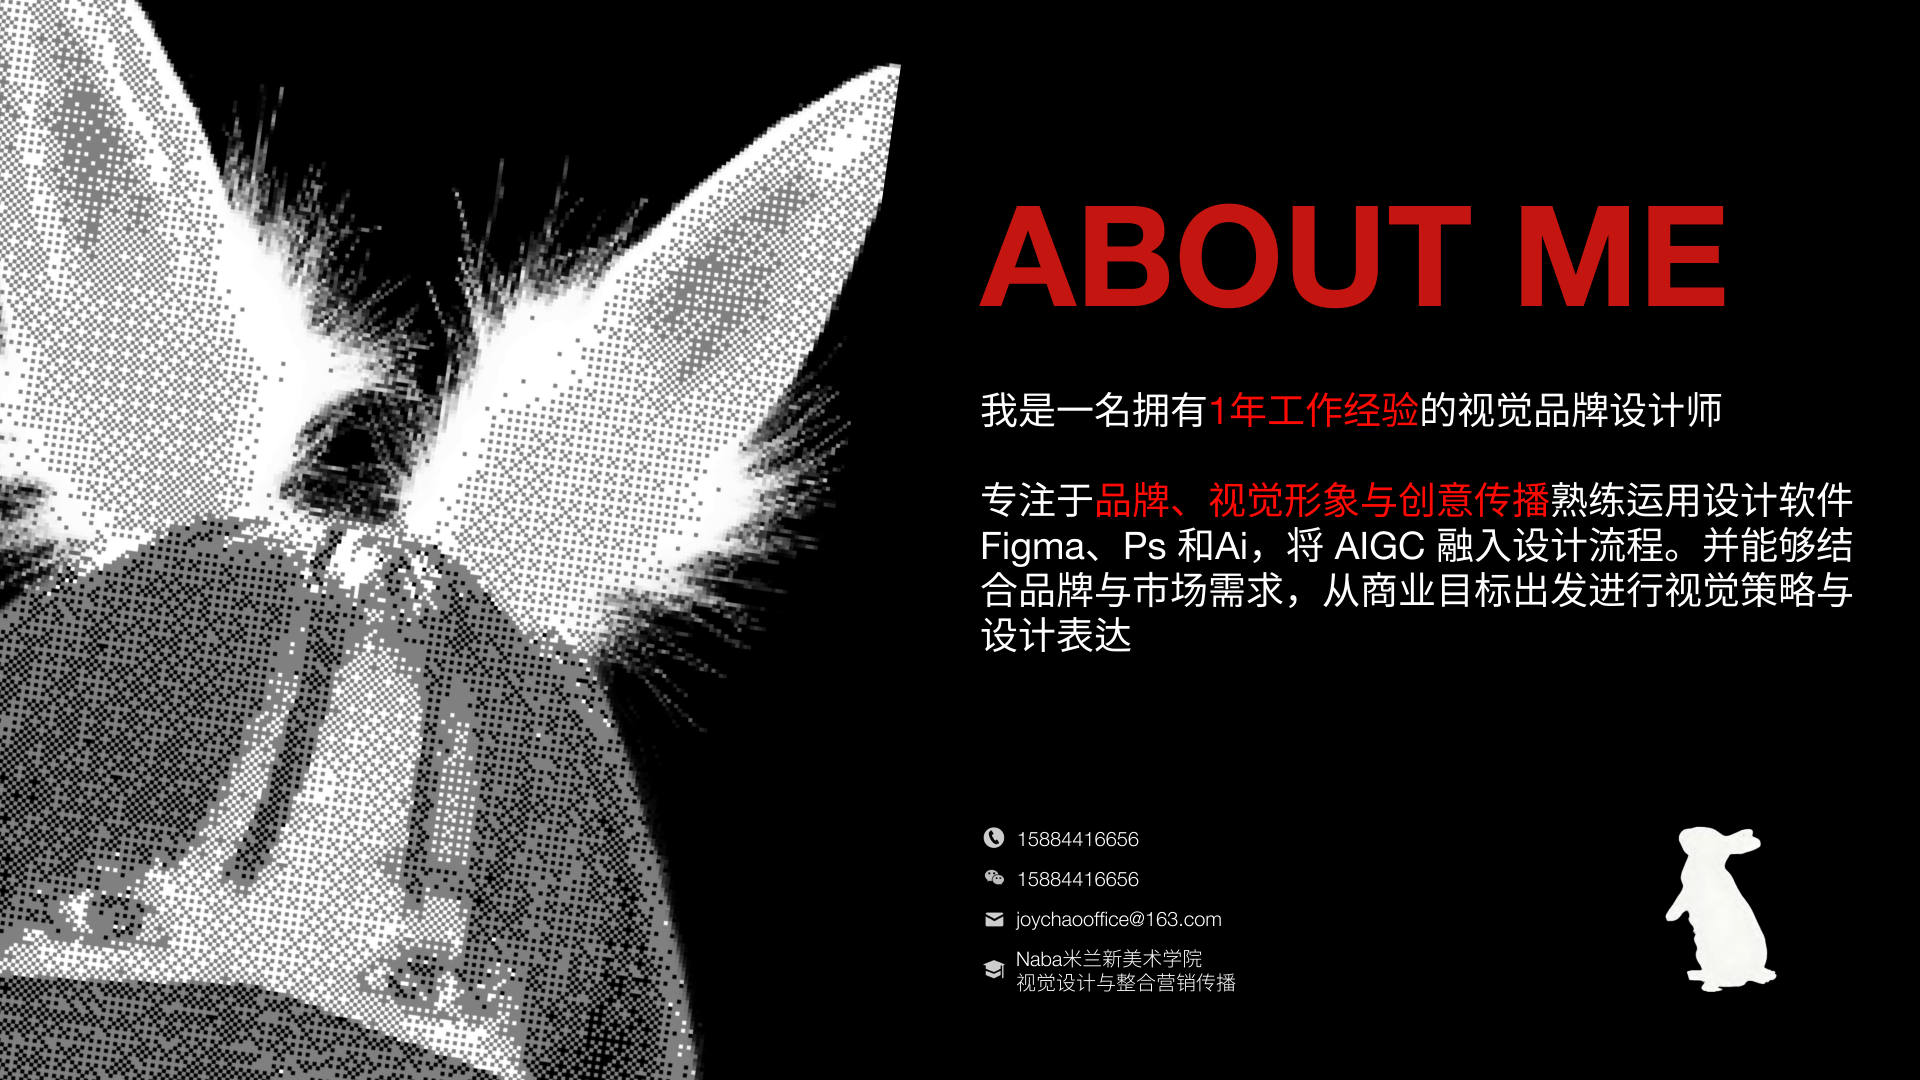 ABOUT ME
我是一名拥有1年工作经验的视觉品牌设计师
专注于品牌、视觉形象与创意传播熟练运用设计软件
Figma、Ps 和Ai，将 AIGC 融入设计流程。并能够结
合品牌与市场需求，从商业目标出发进行视觉策略与
设计表达
15884416656
15884416656
joychaooffice@163.com
Naba米兰新美术学院
视觉设计与整合营销传播